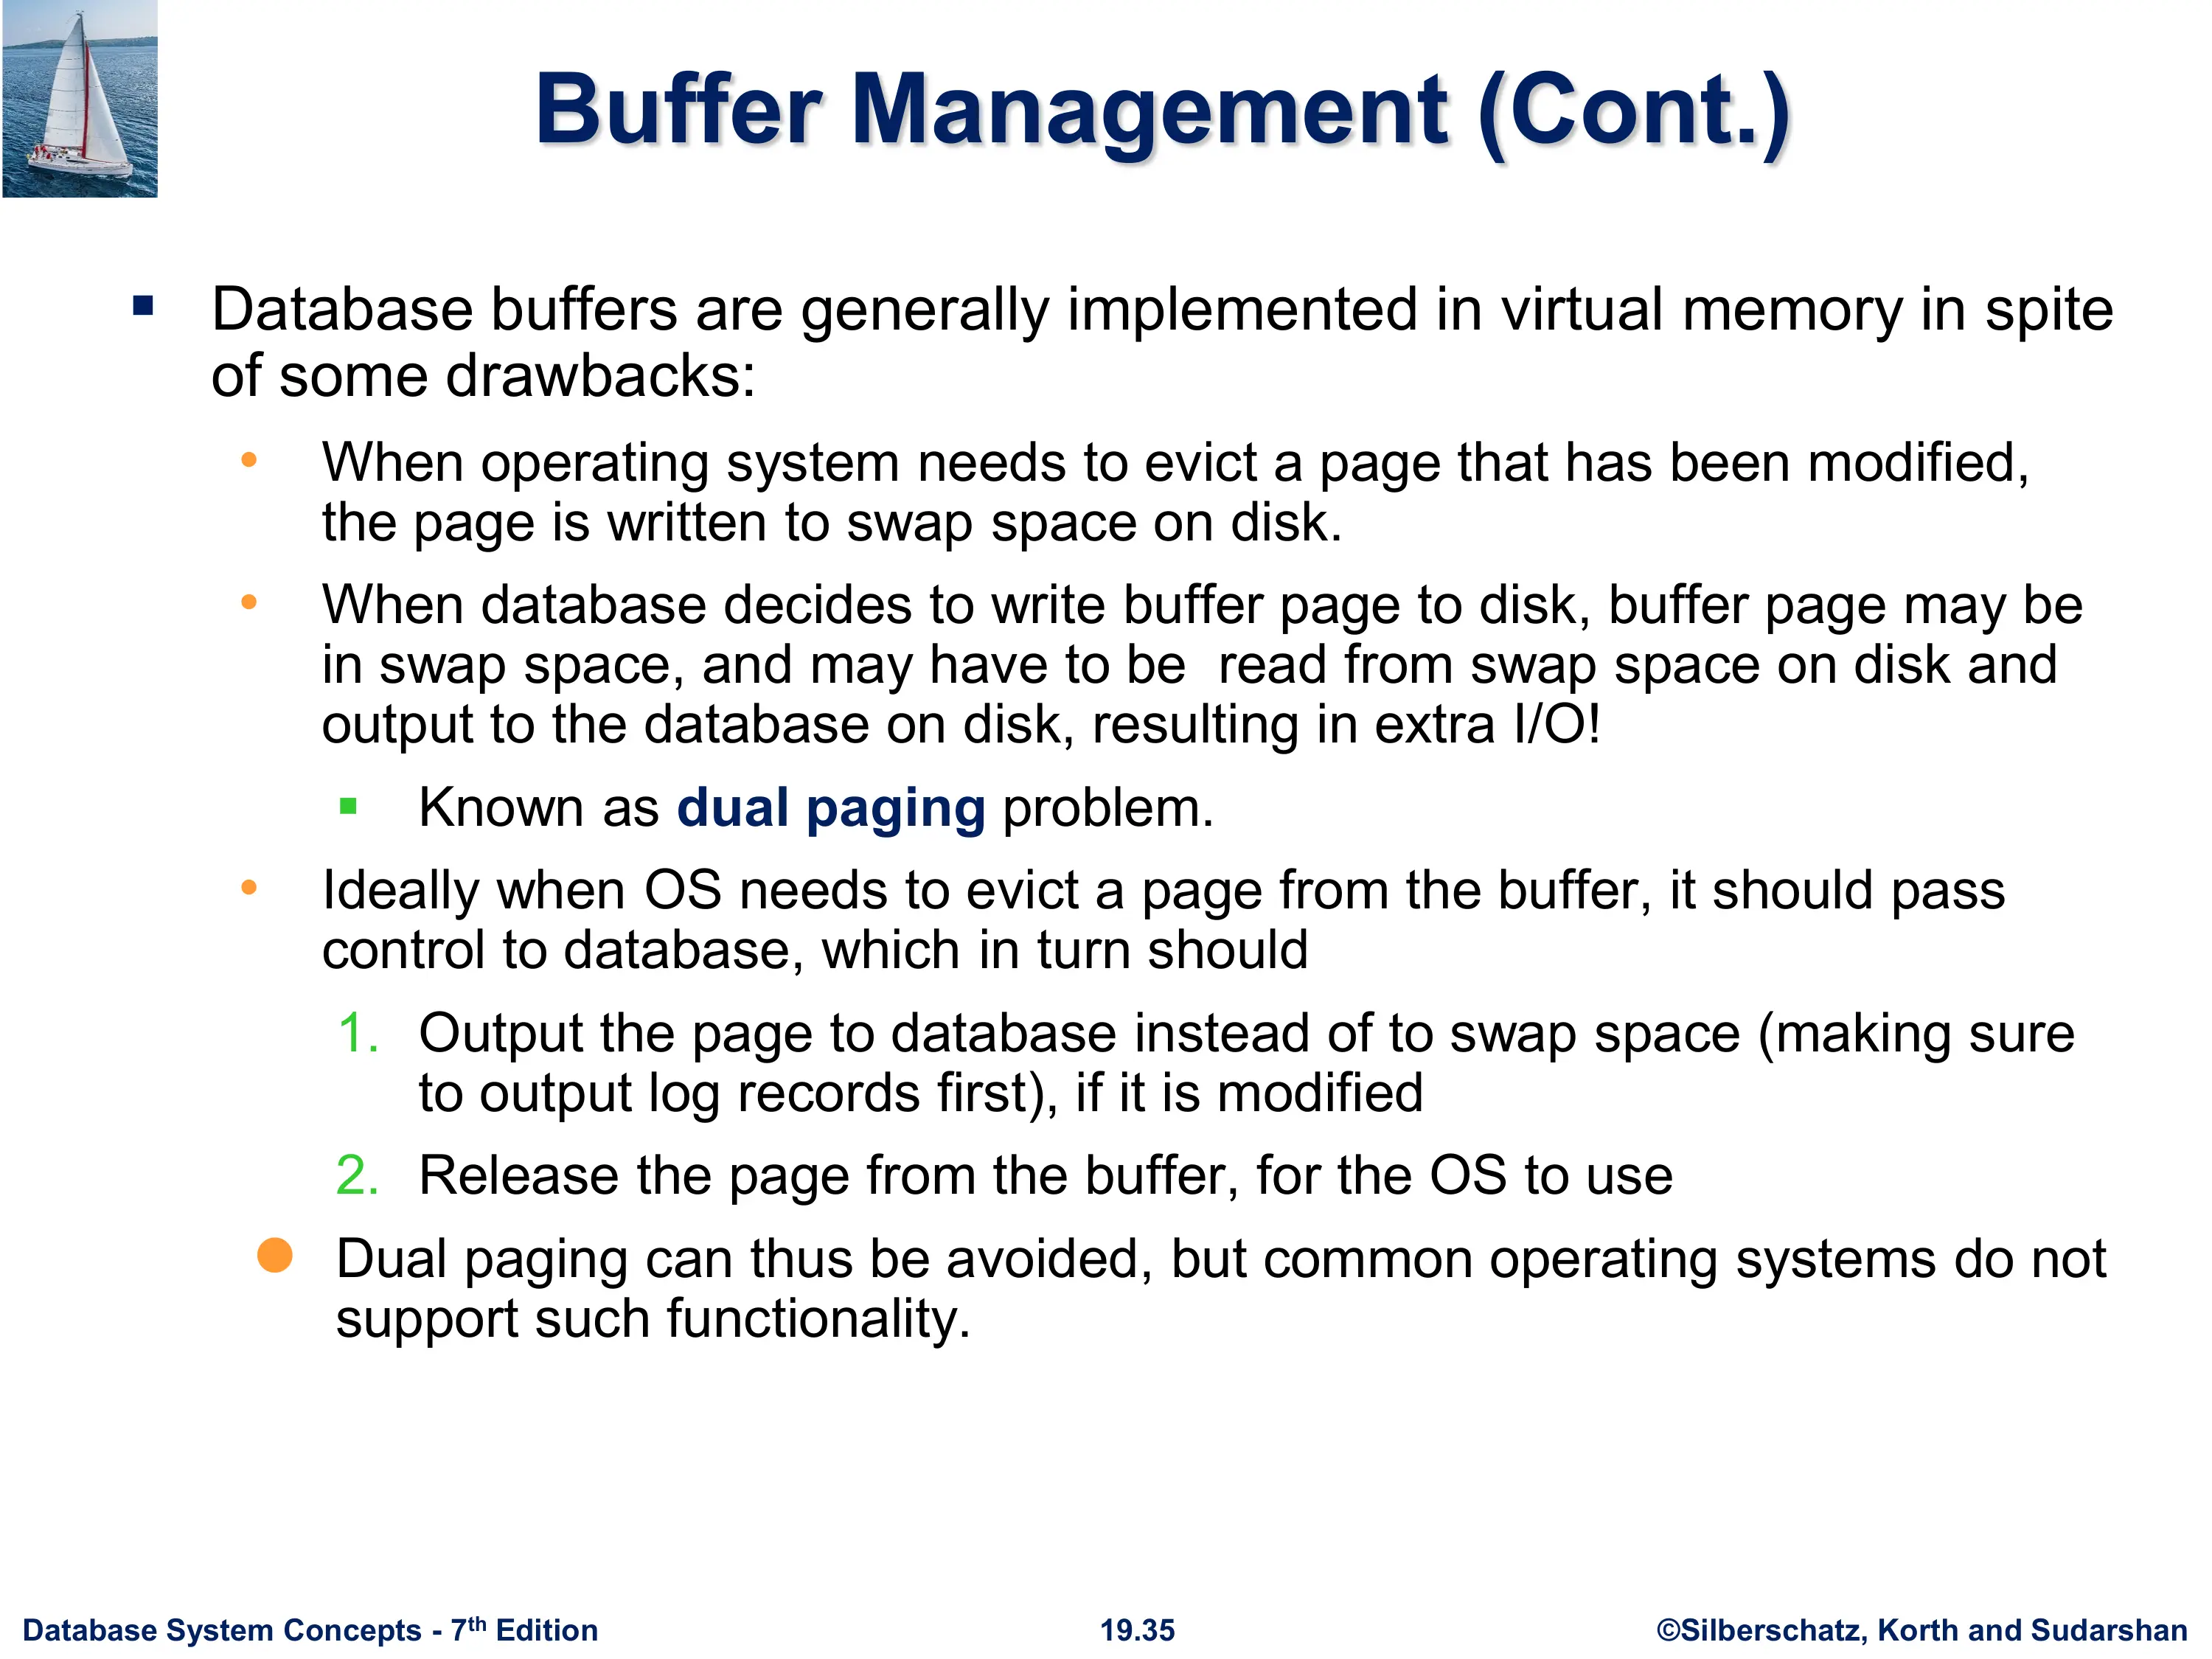 Buffer Management (Cont.)
▪ Database buffers are generally implemented in virtual memory in spite
of some drawbacks:
• When operating system needs to evict a page that has been modified,
the page is written to swap space on disk.
• When database decides to write buffer page to disk, buffer page may be
in swap space, and may have to be  read from swap space on disk and
output to the database on disk, resulting in extra I/O!
▪ Known as dual paging problem.
• Ideally when OS needs to evict a page from the buffer, it should pass
control to database, which in turn should
1. Output the page to database instead of to swap space (making sure
to output log records first), if it is modified
2. Release the page from the buffer, for the OS to use
● Dual paging can thus be avoided, but common operating systems do not
support such functionality.
Database System Concepts - 7th Edition
19.35
©Silberschatz, Korth and Sudarshan